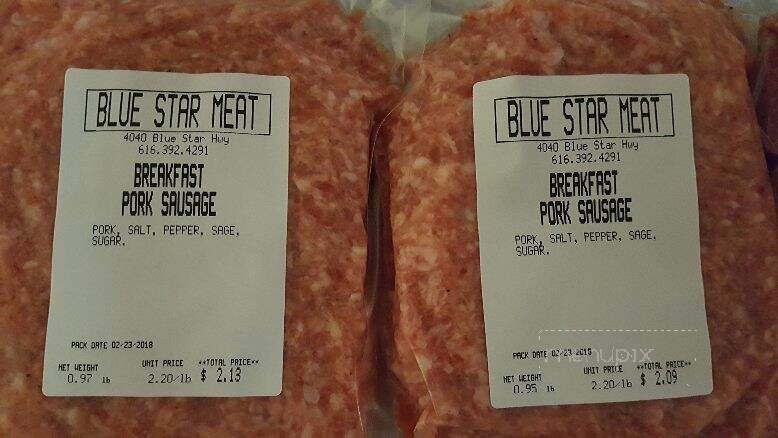 BLUE STAR MEAT
4040 Blue Star Hwy
616.392.4291
BREAKFAST
PORK SAUSAGE
PORK, SALT, PEPPER, SAGE,
SUGAR.
PACK DATE 02/23/2018
NET WEIGHT UNIT PRICE **TOTAL PRICE**
0.97 lb 2.20/lb $ 2.13
BLUE STAR MEAT
4040 Blue Star Hwy
616.392.4291
BREAKFAST
PORK SAUSAGE
PORK, SALT, PEPPER, SAGE,
SUGAR.
PACK DATE 02/23/2018
menupix
NET WEIGHT UNIT PRICE **TOTAL PRICE**
0.95 lb 2.20/lb $ 2.09